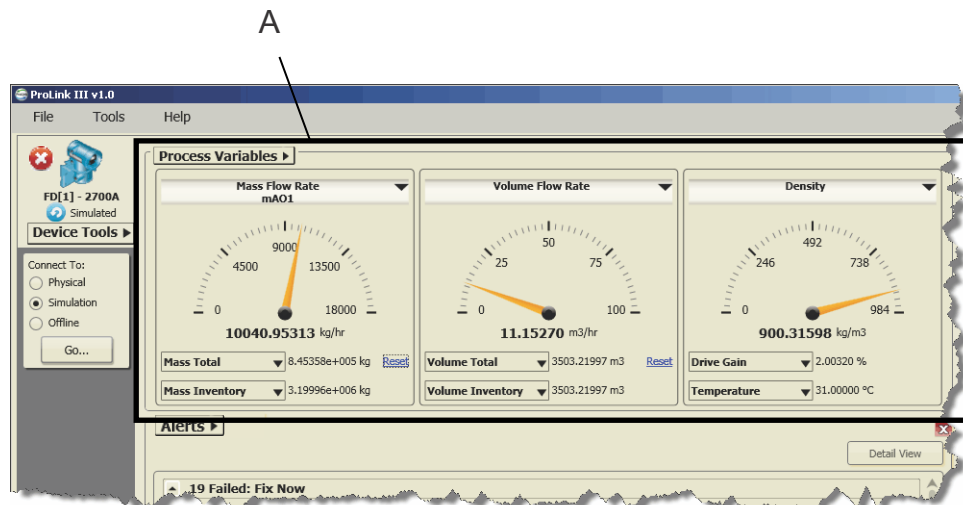 A
ProLink III v1.0
File Tools Help
FD[1] - 2700A
Simulated
Device Tools
Connect To:
Physical
Simulation
Offline
Go...
Process Variables
Mass Flow Rate
mAO1
0
4500
9000
13500
18000
10040.95313 kg/hr
Mass Total 8.45358e+005 kg Reset
Mass Inventory 3.19996e+006 kg
Volume Flow Rate
0
25
50
75
100
11.15270 m3/hr
Volume Total 3503.21997 m3 Reset
Volume Inventory 3503.21997 m3
Density
0
246
492
738
984
900.31598 kg/m3
Drive Gain 2.00320 %
Temperature 31.00000 °C
Alerts
Detail View
19 Failed: Fix Now